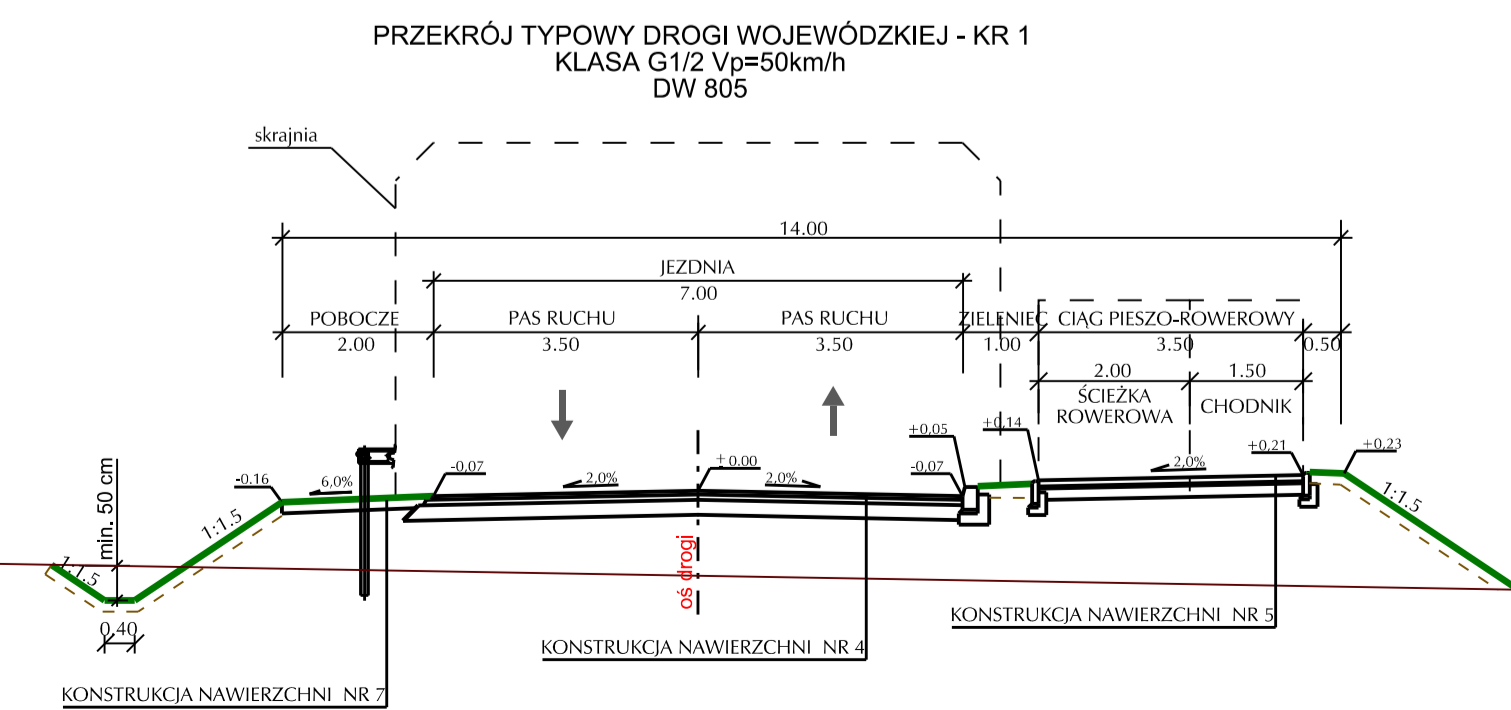 PRZEKRÓJ TYPOWY DROGI WOJEWÓDZKIEJ - KR 1
KLASA G1/2 Vp=50km/h
DW 805
skrajnia
14.00
JEZDNIA
7.00
POBOCZE PAS RUCHU PAS RUCHU ZIELENIEC CIĄG PIESZO-ROWEROWY
2.00 3.50 3.50 1.00 3.50 0.50
2.00 1.50
ŚCIEŻKA
ROWEROWA
CHODNIK
+0,05 +0,14 +0,21 +0,23
-0.16 6,0% -0,07 2,0% ±0.00 2,0% -0,07 2,0%
min. 50 cm
1:1.5
1:1.5
1:1.5
oś drogi
0.40
KONSTRUKCJA NAWIERZCHNI NR 5
KONSTRUKCJA NAWIERZCHNI NR 4
KONSTRUKCJA NAWIERZCHNI NR 7